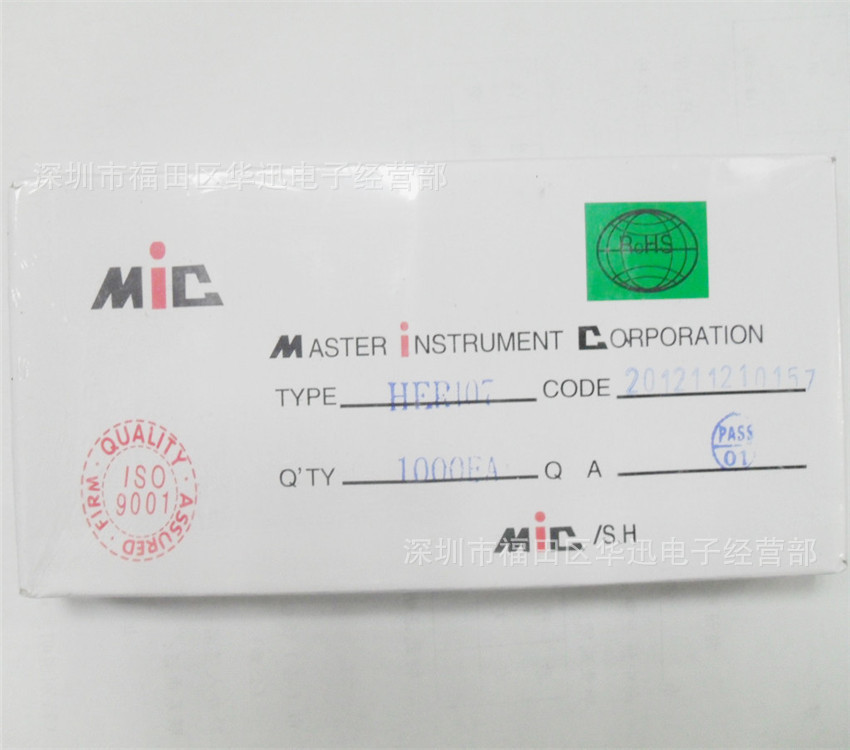 深圳市福田区华迅电子经营部
MiC
RoHS
MASTER iNSTRUMENT CORPORATION
TYPE HER107 CODE 201211210157
QUALITY ASSURED FIRM
ISO
9001
Q'TY 1000EA Q A PASS
01
MiC /S.H
深圳市福田区华迅电子经营部